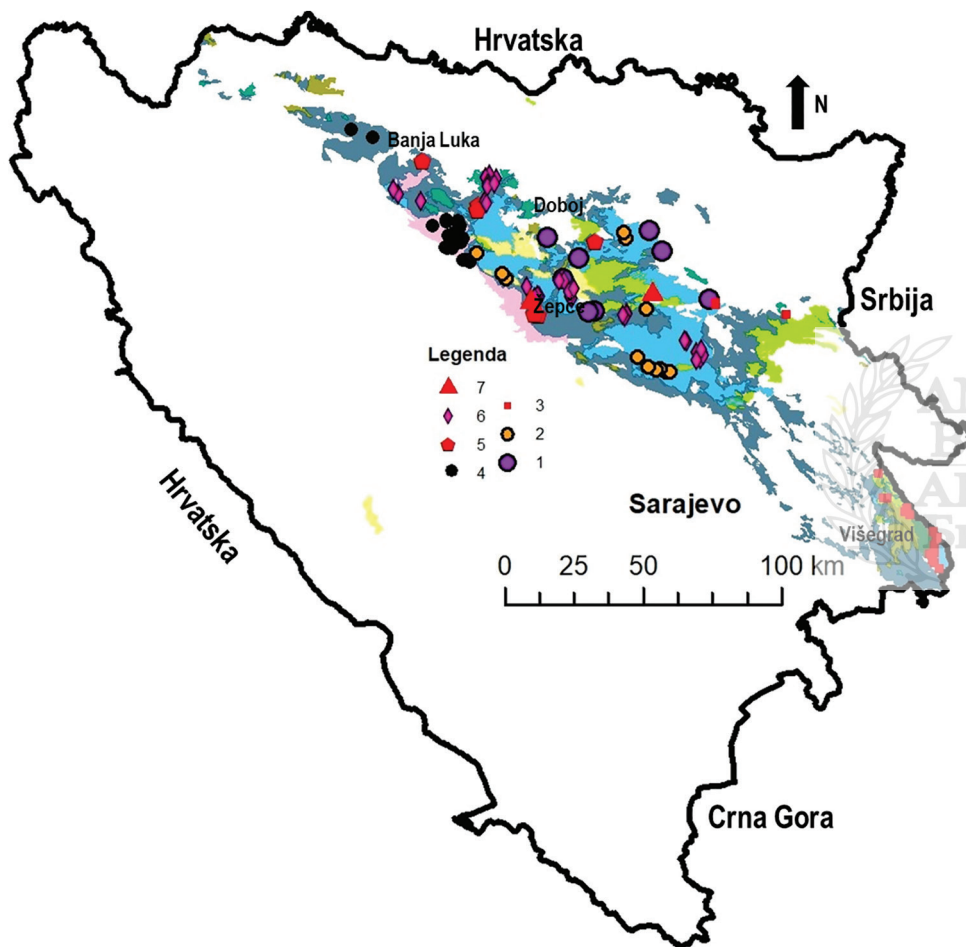 Hrvatska
N
Banja Luka
Doboj
Srbija
Žepče
Legenda
7
6
3
5
2
4
1
Hrvatska
Sarajevo
Višegrad
0 25 50 100 km
Crna Gora